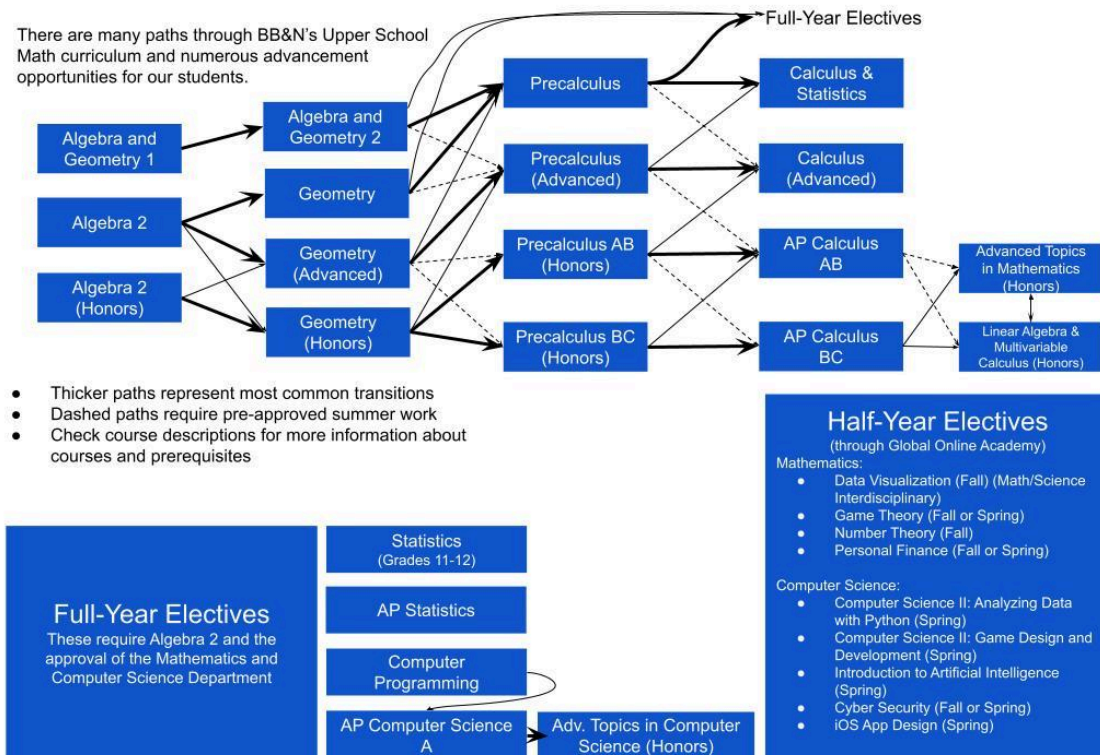 There are many paths through BB&N's Upper School
Math curriculum and numerous advancement
opportunities for our students.
Full-Year Electives
Algebra and
Geometry 1
Algebra 2
Algebra 2
(Honors)
Algebra and
Geometry 2
Geometry
Geometry
(Advanced)
Geometry
(Honors)
Precalculus
Precalculus
(Advanced)
Precalculus AB
(Honors)
Precalculus BC
(Honors)
Calculus &
Statistics
Calculus
(Advanced)
AP Calculus
AB
AP Calculus
BC
Advanced Topics
in Mathematics
(Honors)
Linear Algebra &
Multivariable
Calculus (Honors)
● Thicker paths represent most common transitions
● Dashed paths require pre-approved summer work
● Check course descriptions for more information about
courses and prerequisites
Full-Year Electives
These require Algebra 2 and the
approval of the Mathematics and
Computer Science Department
Statistics
(Grades 11-12)
AP Statistics
Computer
Programming
AP Computer Science
A
Adv. Topics in Computer
Science (Honors)
Half-Year Electives
(through Global Online Academy)
Mathematics:
● Data Visualization (Fall) (Math/Science
Interdisciplinary)
● Game Theory (Fall or Spring)
● Number Theory (Fall)
● Personal Finance (Fall or Spring)
Computer Science:
● Computer Science II: Analyzing Data
with Python (Spring)
● Computer Science II: Game Design and
Development (Spring)
● Introduction to Artificial Intelligence
(Spring)
● Cyber Security (Fall or Spring)
● iOS App Design (Spring)